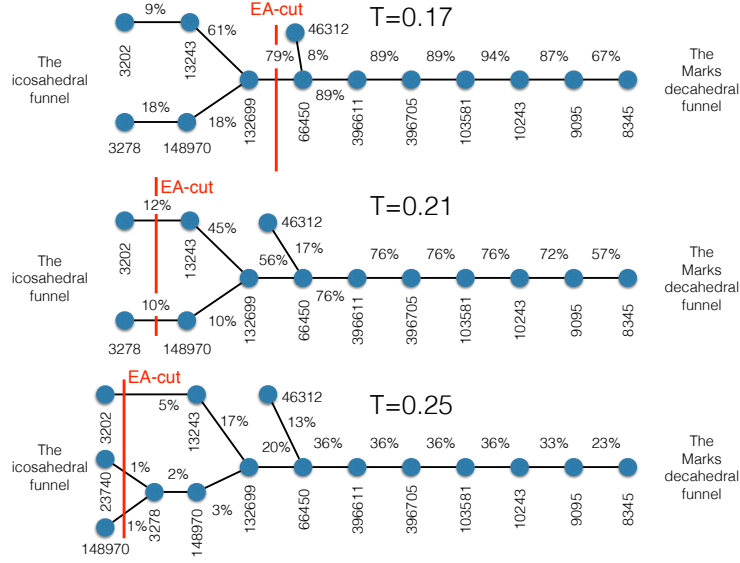 EA-cut
46312
T=0.17
9%
61%
79%
8%
89%
89%
94%
87%
67%
The
icosahedral
funnel
The
Marks
decahedral
funnel
3202
13243
18%
18%
89%
132699
66450
396611
396705
103581
10243
9095
8345
3278
148970
EA-cut
T=0.21
12%
45%
46312
17%
56%
76%
76%
76%
72%
57%
The
icosahedral
funnel
The
Marks
decahedral
funnel
3202
13243
10%
10%
76%
132699
66450
396611
396705
103581
10243
9095
8345
3278
148970
EA-cut
T=0.25
5%
17%
46312
13%
20%
36%
36%
36%
36%
33%
23%
The
icosahedral
funnel
The
Marks
decahedral
funnel
3202
13243
1%
2%
3%
23740
1%
3278
148970
132699
66450
396611
396705
103581
10243
9095
8345
148970